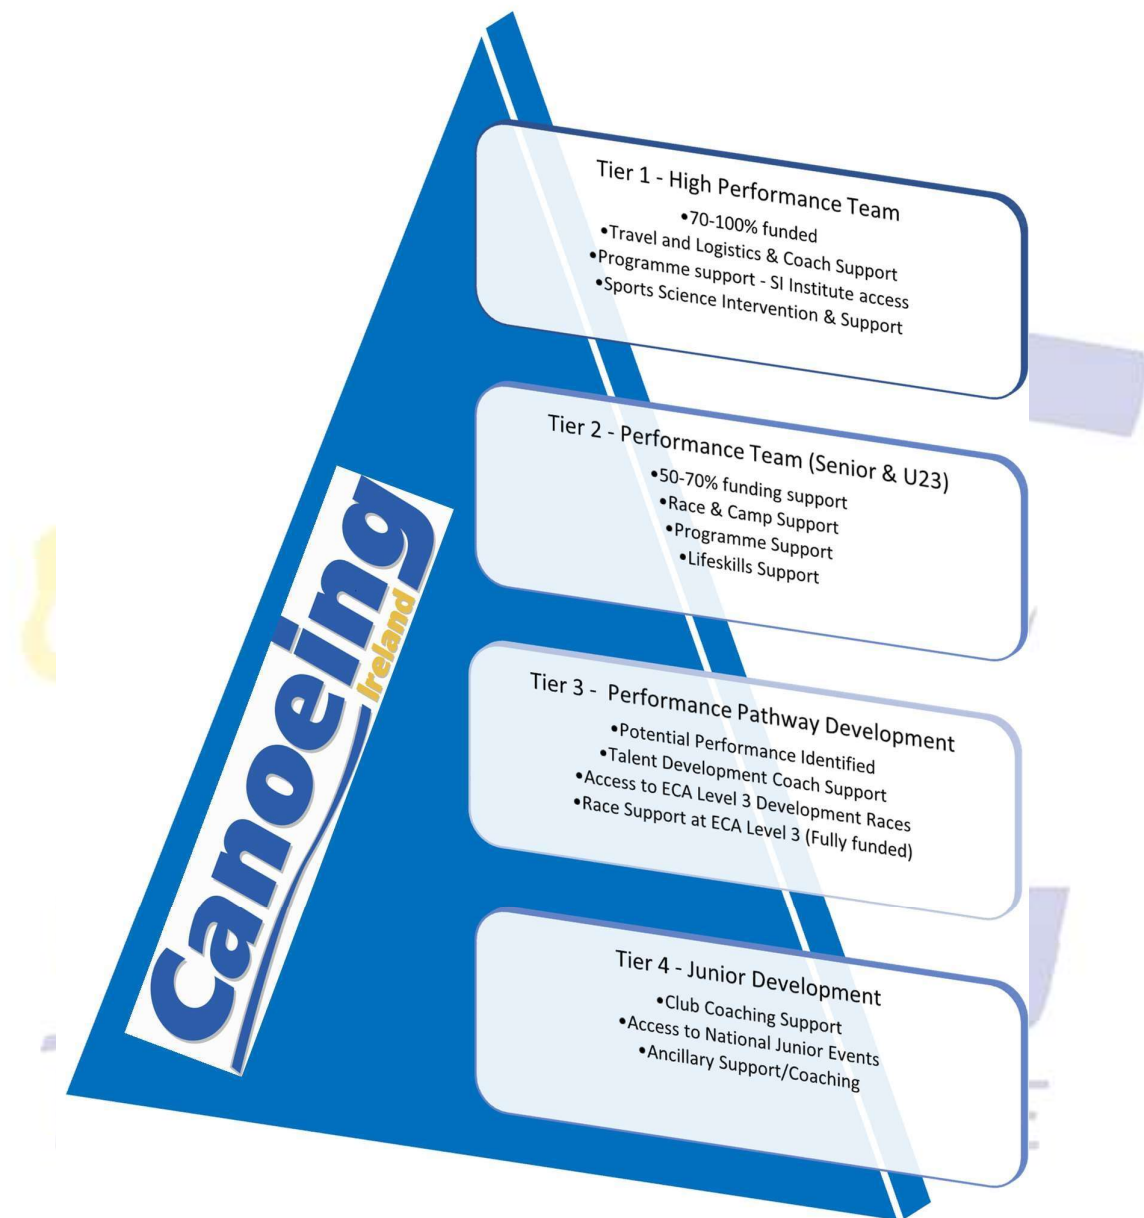 Tier 1 - High Performance Team
•70-100% funded
•Travel and Logistics & Coach Support
•Programme support - SI Institute access
•Sports Science Intervention & Support
Tier 2 - Performance Team (Senior & U23)
•50-70% funding support
•Race & Camp Support
•Programme Support
•Lifeskills Support
Tier 3 -  Performance Pathway Development
•Potential Performance Identified
•Talent Development Coach Support
•Access to ECA Level 3 Development Races
•Race Support at ECA Level 3 (Fully funded)
Tier 4 - Junior Development
•Club Coaching Support
•Access to National Junior Events
•Ancillary Support/Coaching
Canoeing
Ireland